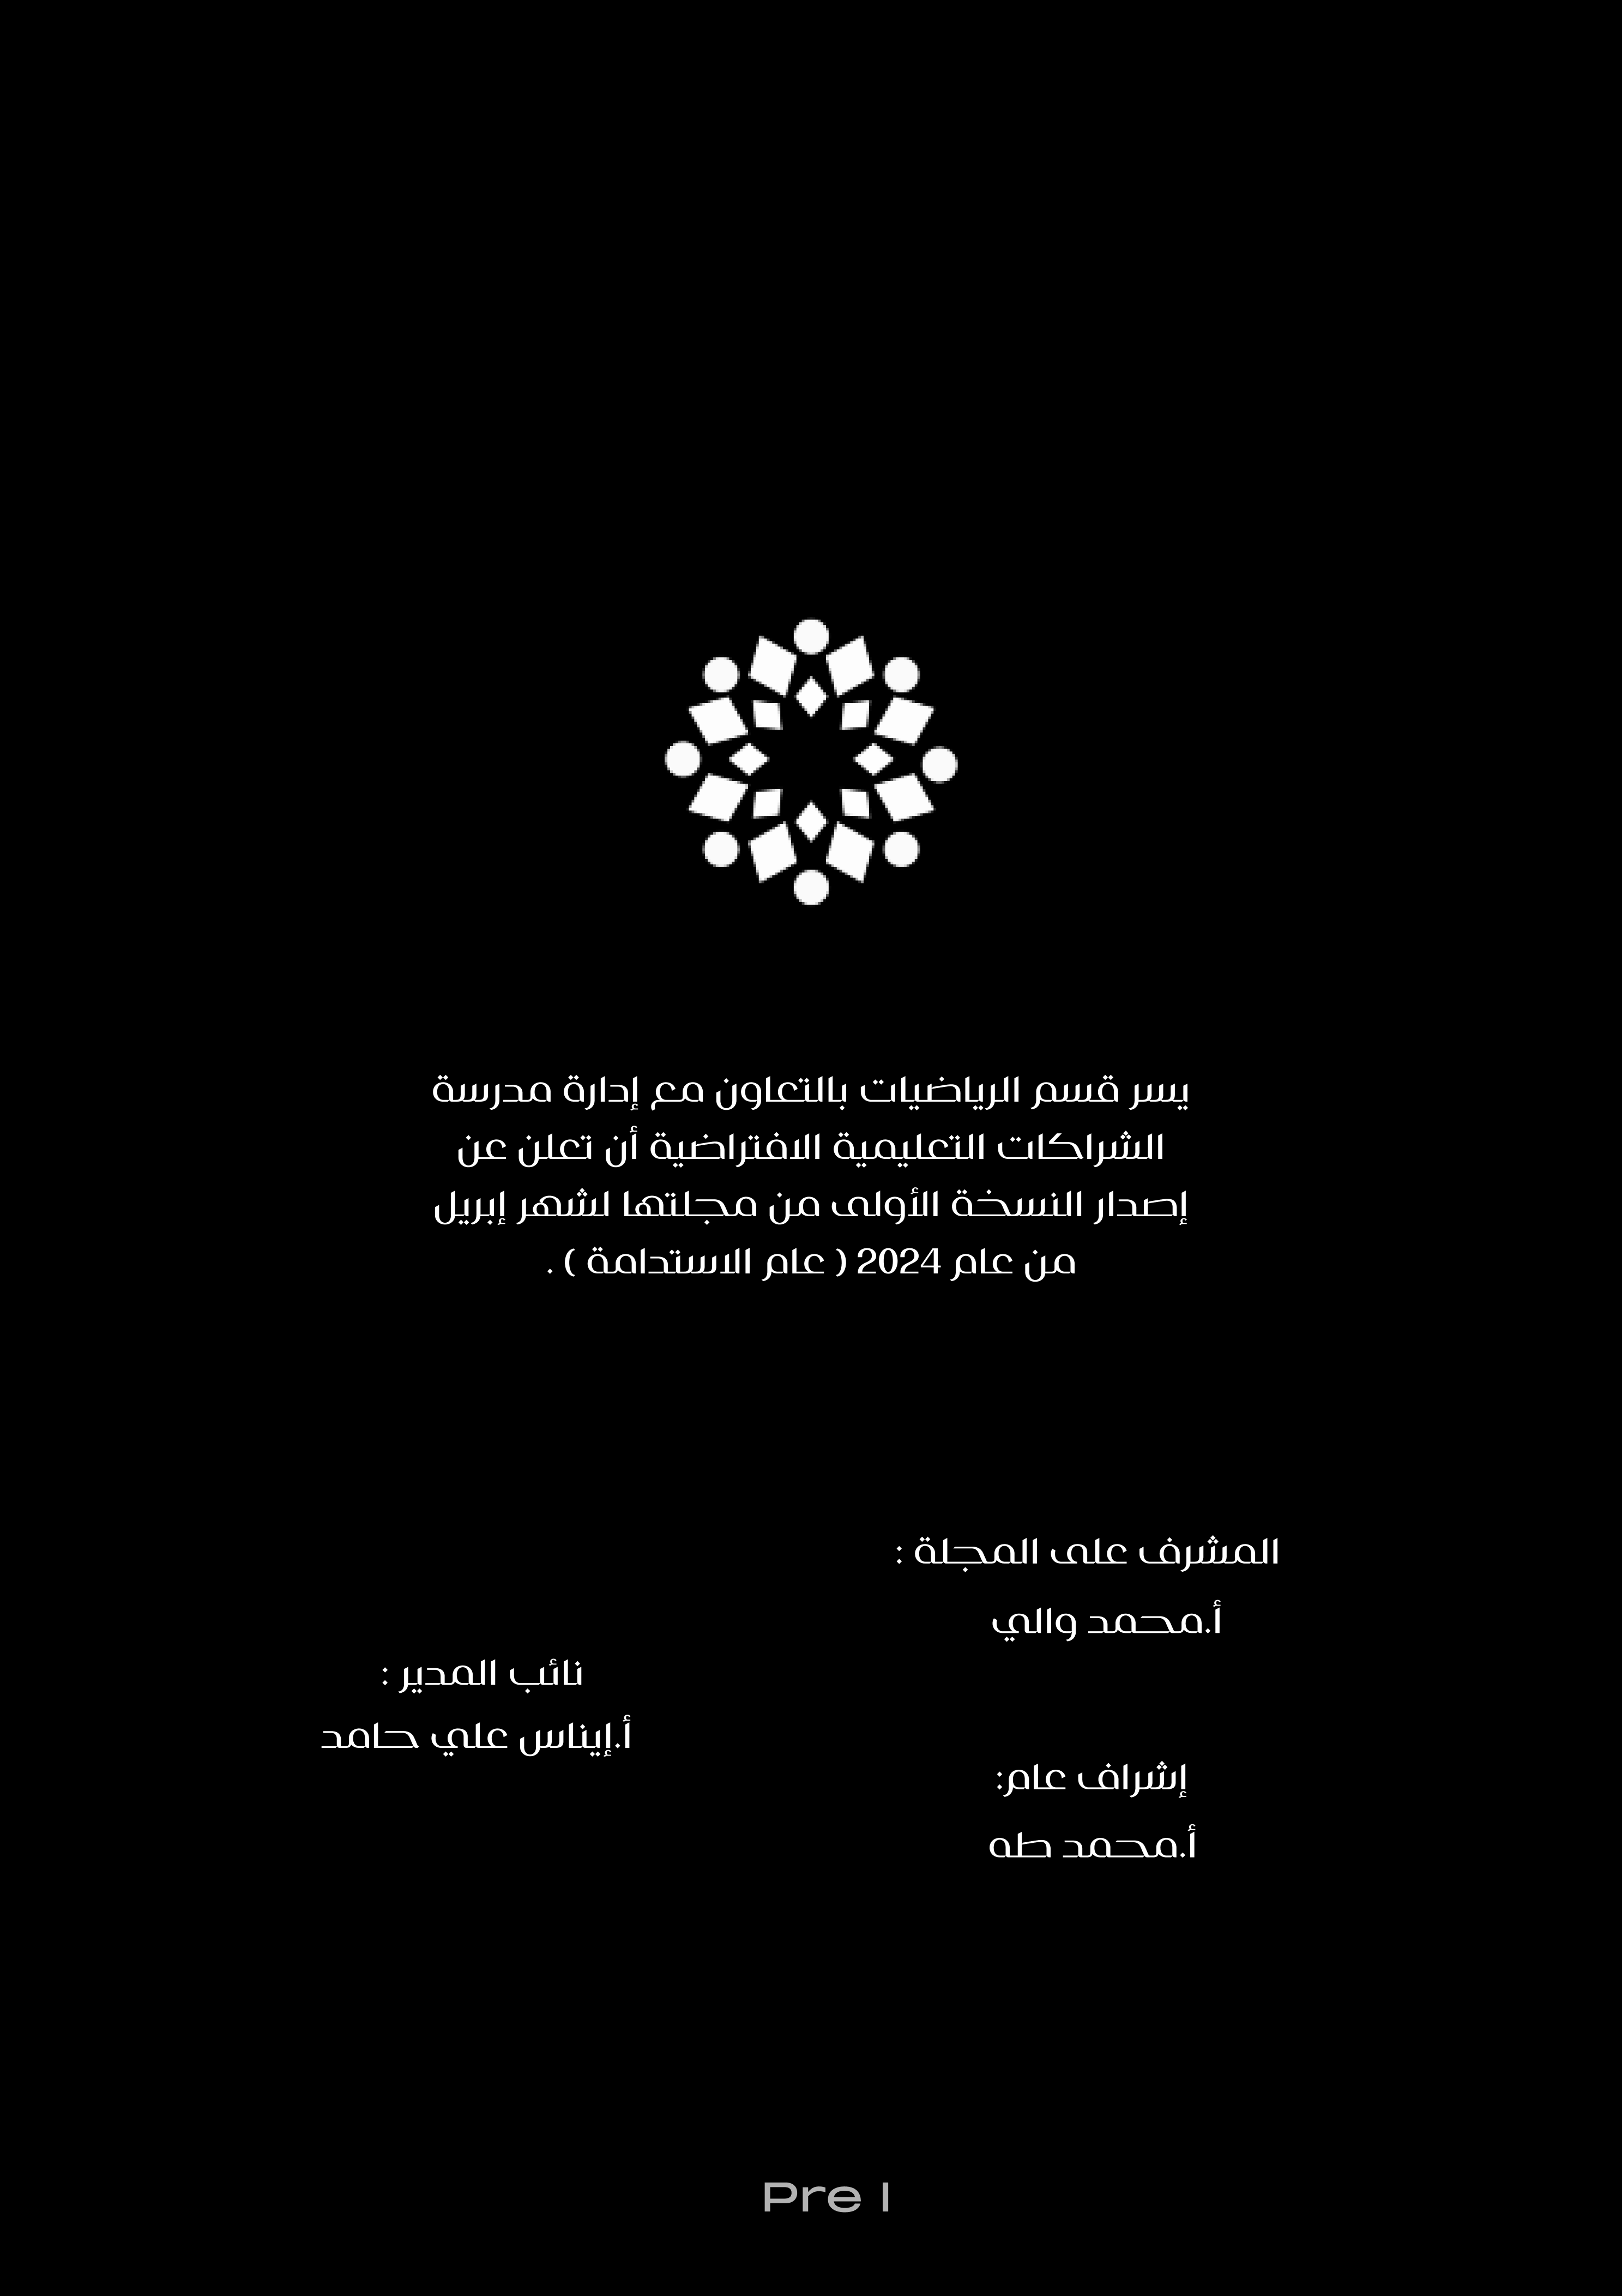 يسر قسم الرياضيات بالتعاون مع إدارة مدرسة
الشراكات التعليمية الافتراضية أن تعلن عن
إصدار النسخة الأولى من مجلتها لشهر إبريل
من عام 2024 ( عام الاستدامة ) .
المشرف على المجلة :
أ.محمد والي
نائب المدير :
أ.إيناس علي حامد
إشراف عام:
أ.محمد طه
Pre I